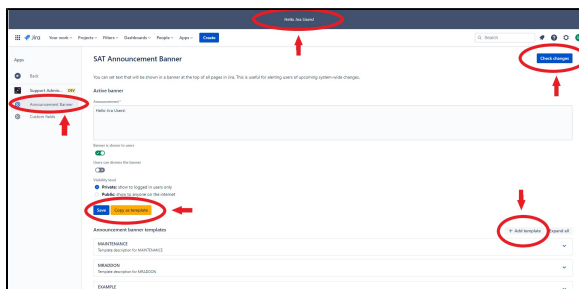 Hello Jira Users!
Jira Your work Projects Filters Dashboards People Apps Create Search
Apps
SAT Announcement Banner
Check changes
Back
You can set text that will be shown in a banner at the top of all pages in Jira. This is useful for alerting users of upcoming system-wide changes.
Support Admin... DEV
Active banner
Announcement Banner
Announcement*
Custom fields
Hello Jira Users!
Banner is shown to users
Users can dismiss the banner
Visibility level
Private: show to logged in users only
Public: show to anyone on the internet
Save Copy as template
Announcement banner templates
+ Add template Expand all
MAINTENANCE
Template description for MAINTENANCE
MRADDON
Template description for MRADDON
EXAMPLE